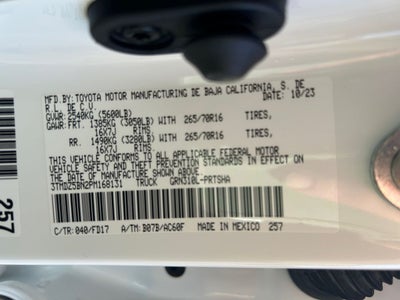 MFD.BY:TOYOTA MOTOR MANUFACTURING DE BAJA CALIFORNIA, S. DE
R.L. DE C.V. DATE: 10/23
GVWR: 2540KG (5600LB)
GAWR:FRT. 1385KG (3050LB) WITH 265/70R16 TIRES,
16X7J RIMS,
RR. 1490KG (3280LB) WITH 265/70R16 TIRES,
16X7J RIMS,
THIS VEHICLE CONFORMS TO ALL APPLICABLE FEDERAL MOTOR
VEHICLE SAFETY AND THEFT PREVENTION STANDARDS IN EFFECT ON
THE DATE OF MANUFACTURE SHOWN ABOVE.
3TMDZ5BN2PM168131 TRUCK GRN310L-PRTSHA
C/TR: 040/FD17 A/TM: B07B/AC60F MADE IN MEXICO 257
257